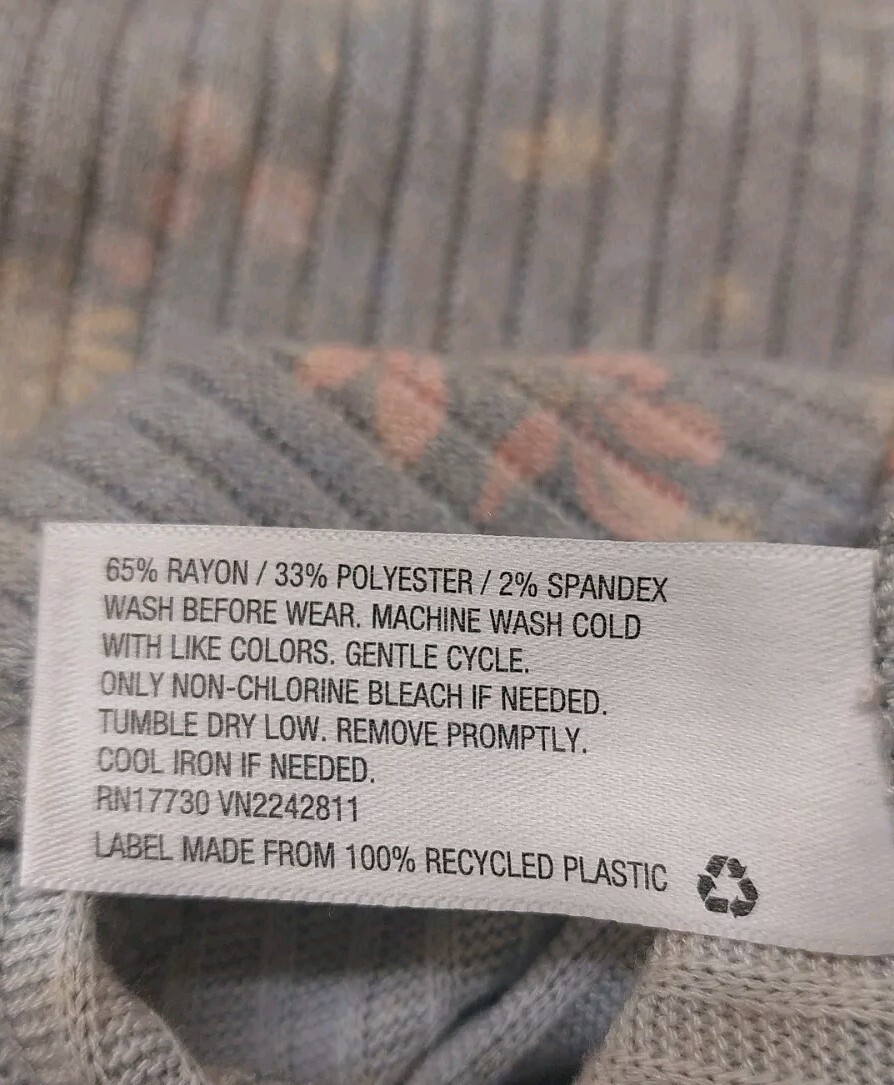 65% RAYON / 33% POLYESTER / 2% SPANDEX
WASH BEFORE WEAR. MACHINE WASH COLD
WITH LIKE COLORS. GENTLE CYCLE.
ONLY NON-CHLORINE BLEACH IF NEEDED.
TUMBLE DRY LOW. REMOVE PROMPTLY.
COOL IRON IF NEEDED.
RN17730 VN2242811
LABEL MADE FROM 100% RECYCLED PLASTIC